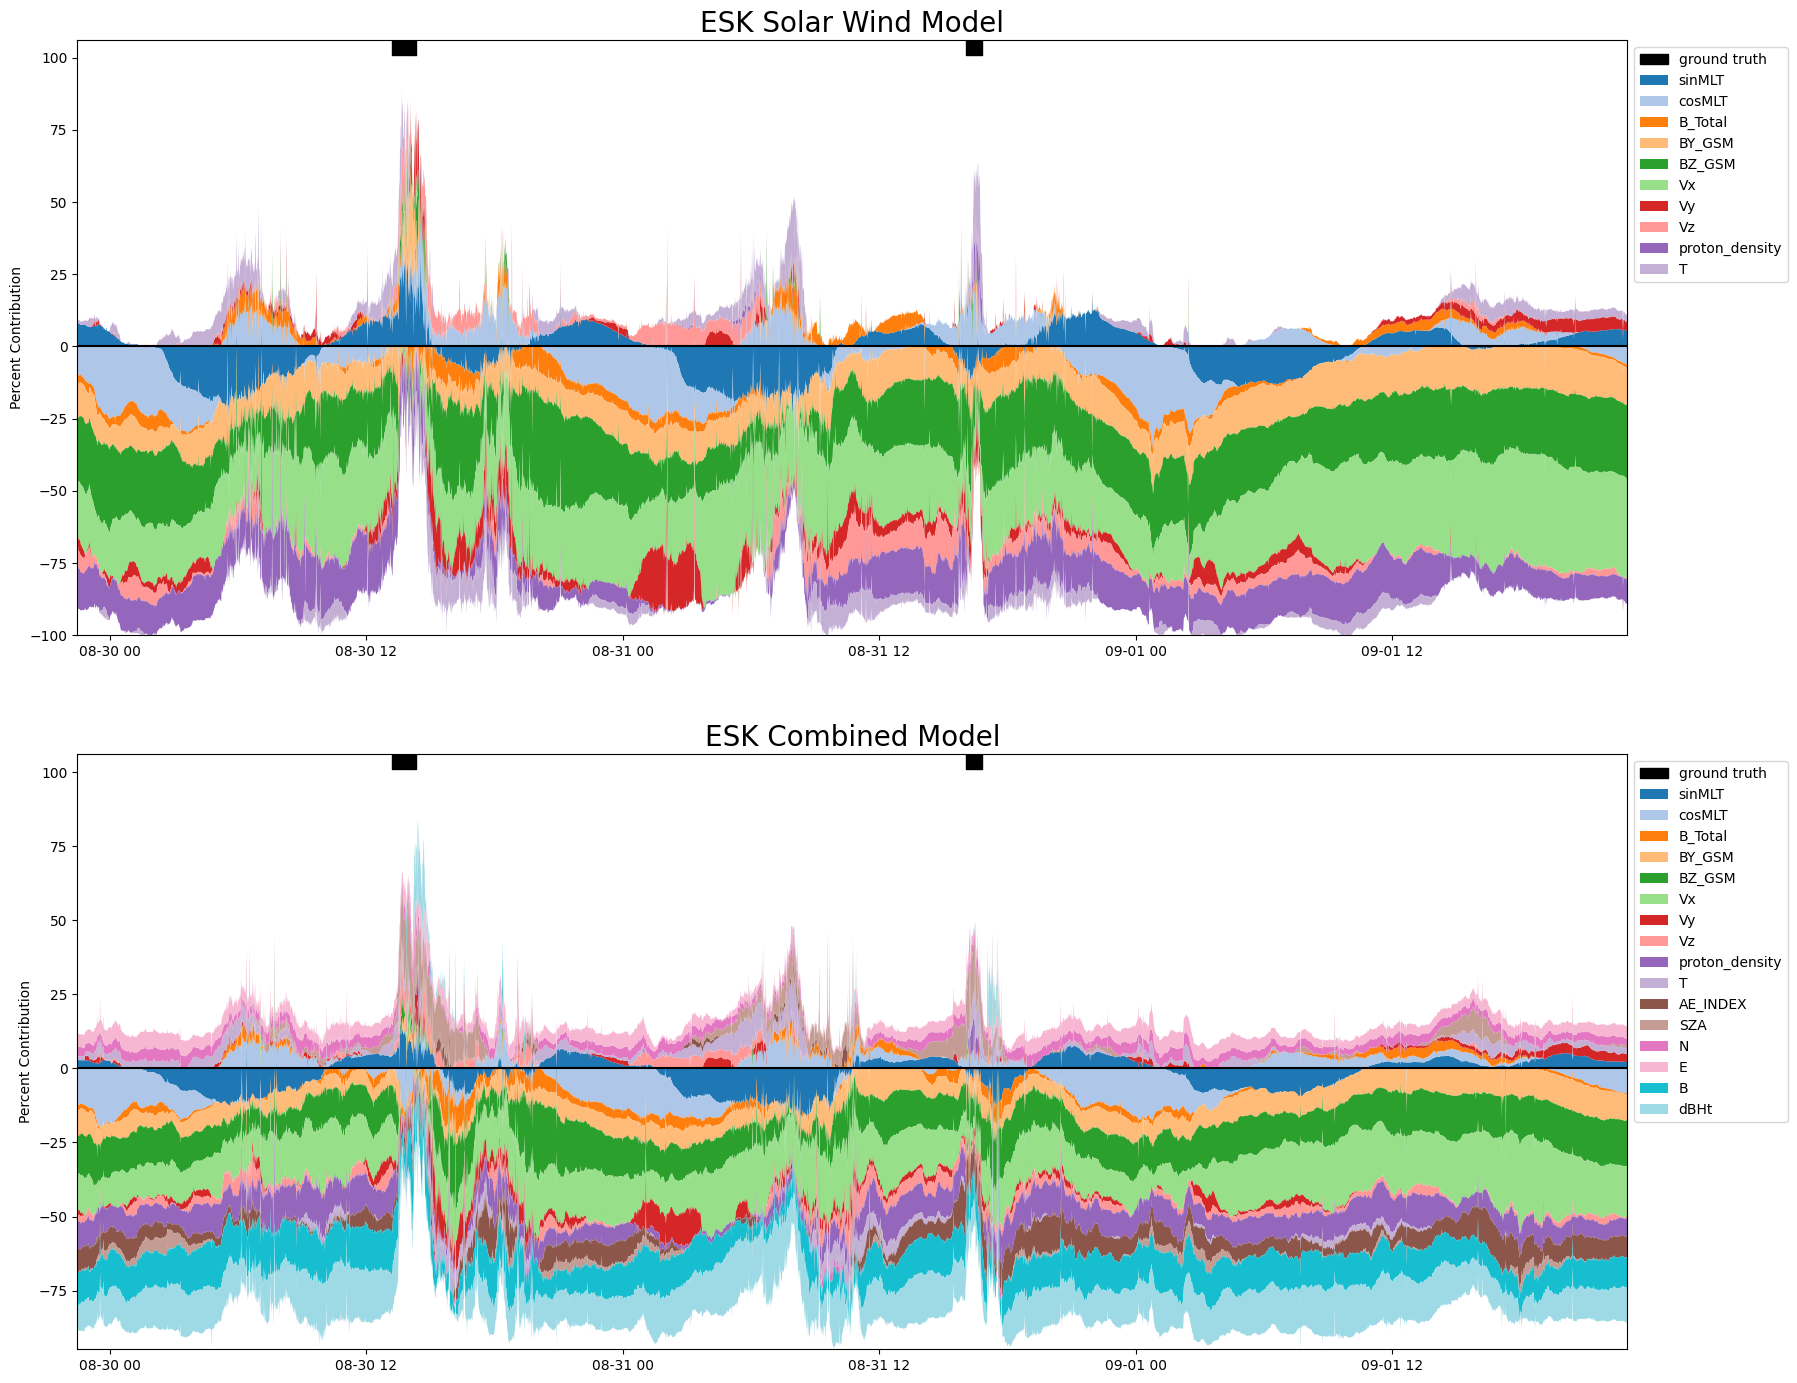 ESK Solar Wind Model
Percent Contribution
100
75
50
25
0
−25
−50
−75
−100
08-30 00
08-30 12
08-31 00
08-31 12
09-01 00
09-01 12
ground truth
sinMLT
cosMLT
B_Total
BY_GSM
BZ_GSM
Vx
Vy
Vz
proton_density
T
ESK Combined Model
Percent Contribution
100
75
50
25
0
−25
−50
−75
08-30 00
08-30 12
08-31 00
08-31 12
09-01 00
09-01 12
ground truth
sinMLT
cosMLT
B_Total
BY_GSM
BZ_GSM
Vx
Vy
Vz
proton_density
T
AE_INDEX
SZA
N
E
B
dBHt